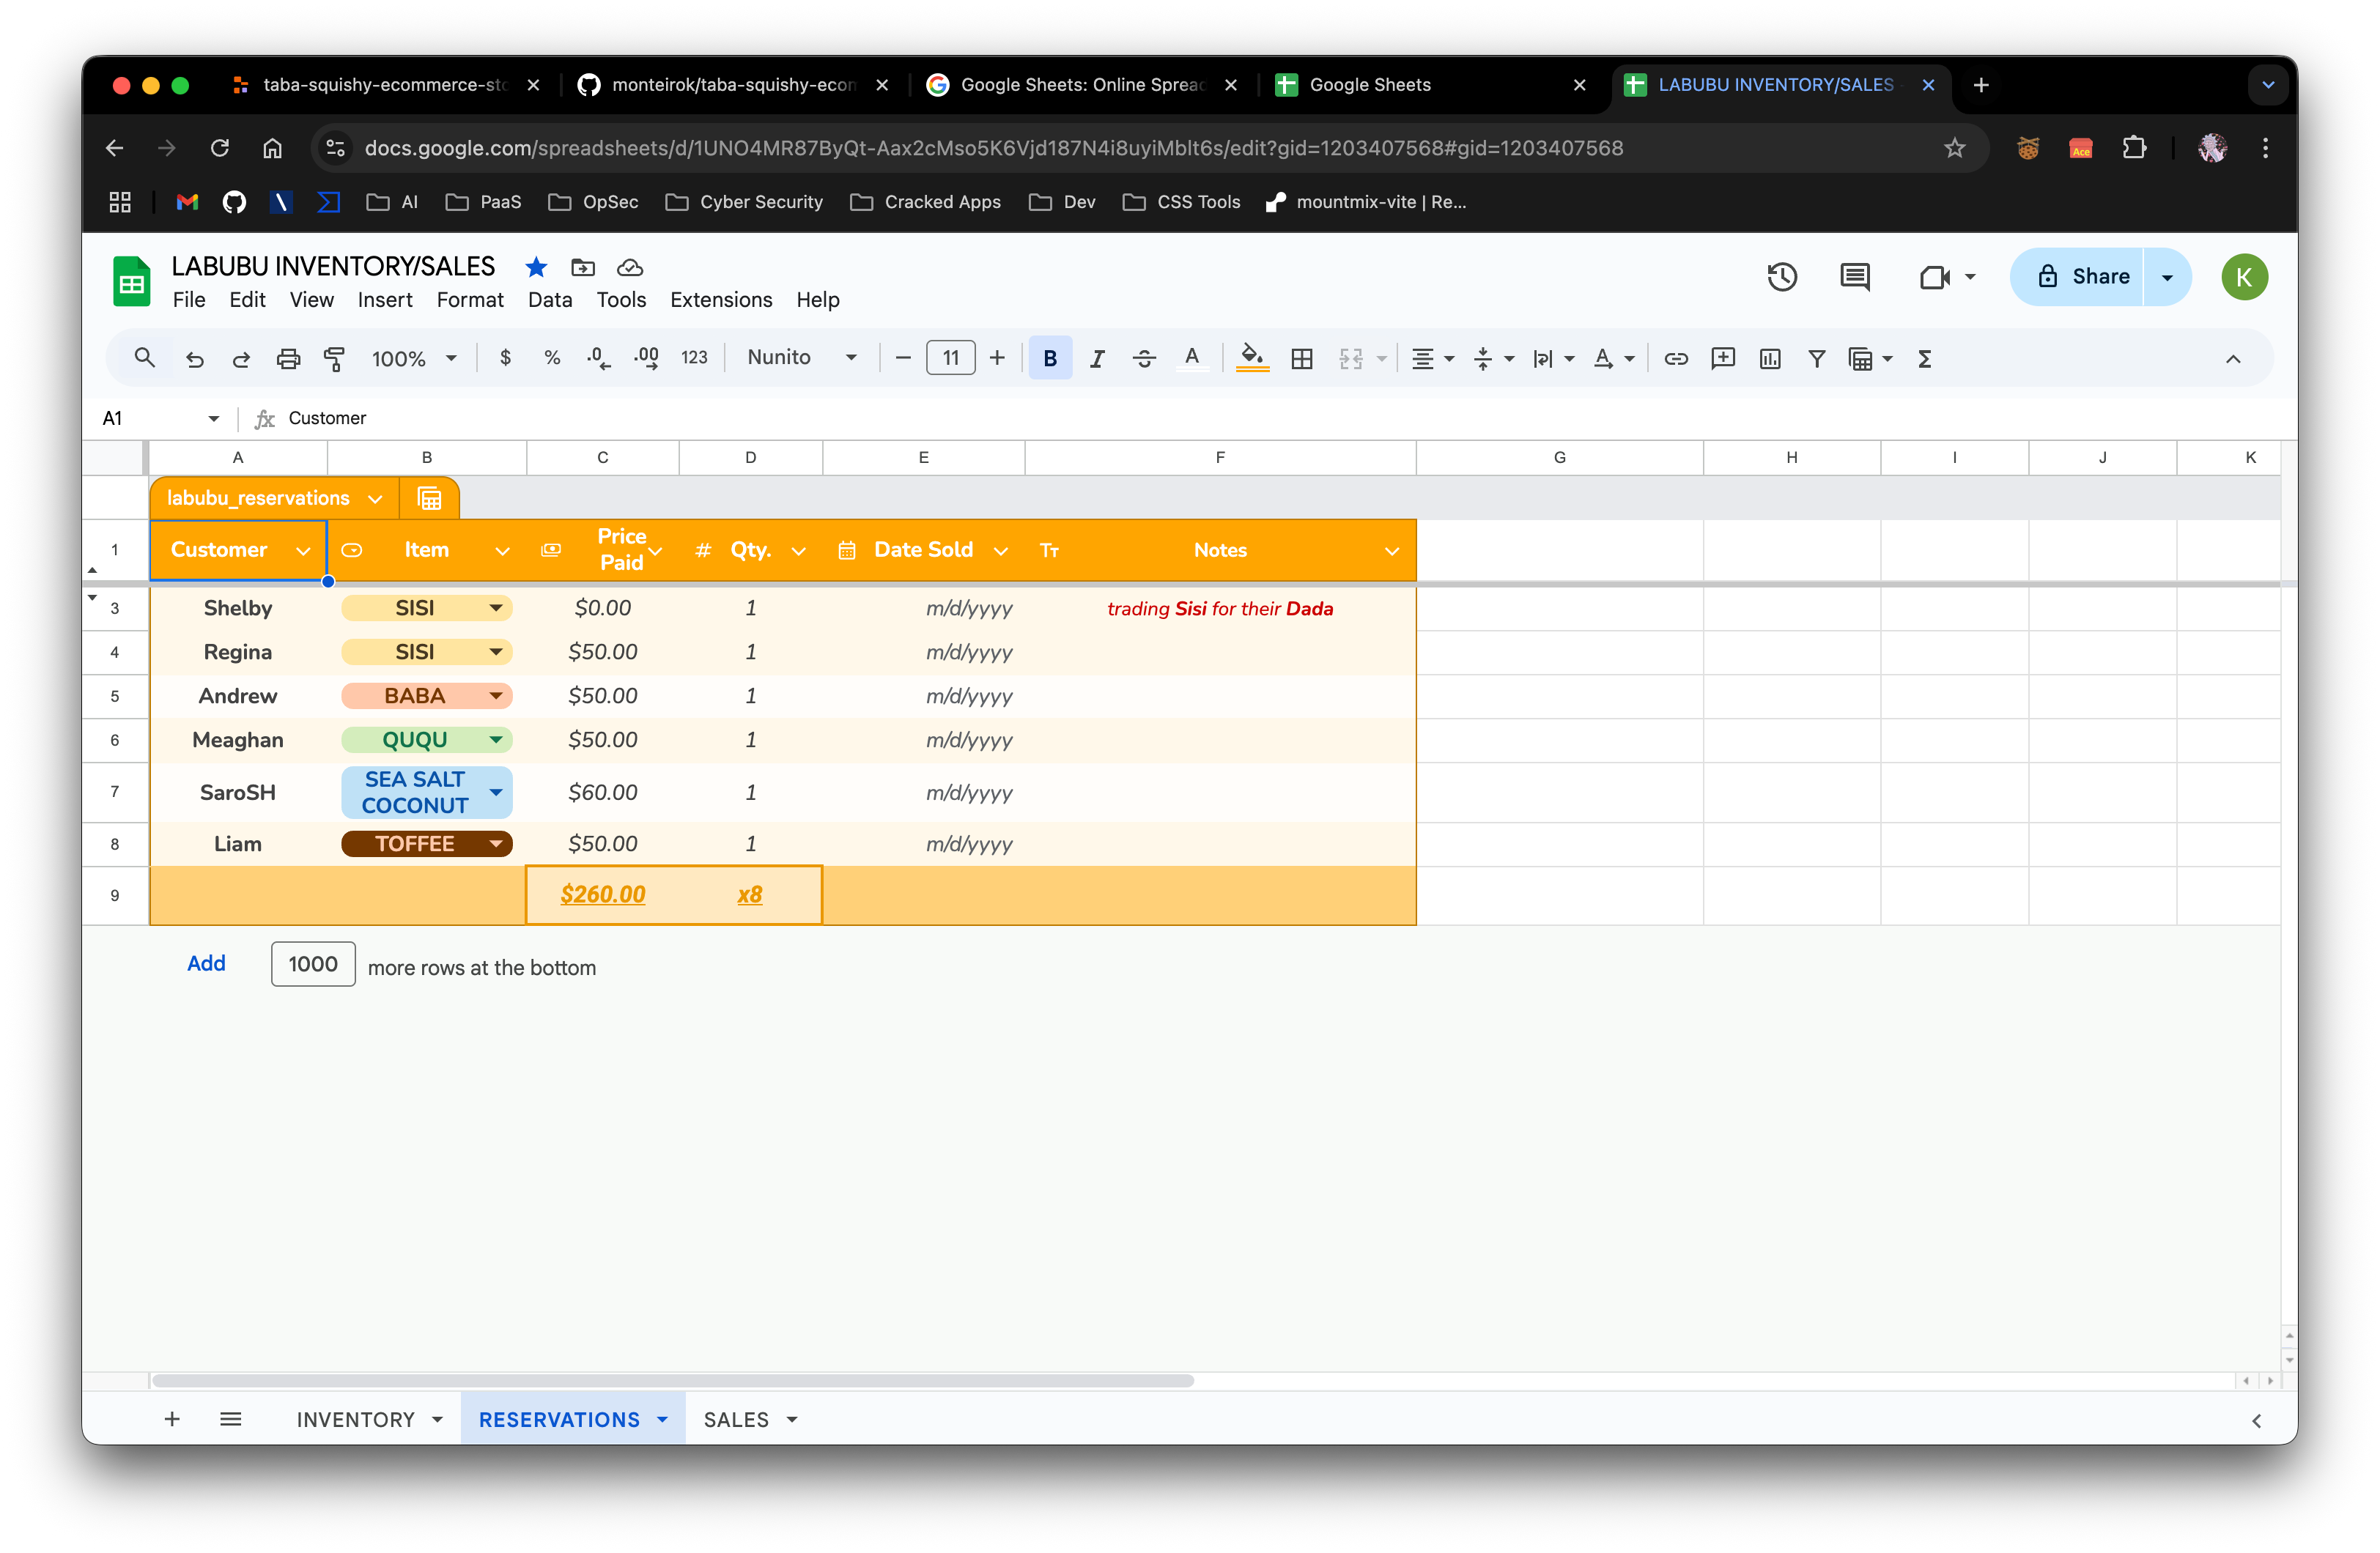 taba-squishy-ecommerce-sto
monteirok/taba-squishy-ecom
Google Sheets: Online Spread
Google Sheets
LABUBU INVENTORY/SALES
docs.google.com/spreadsheets/d/1UNO4MR87ByQt-Aax2cMso5K6Vjd187N4i8uyiMblt6s/edit?gid=1203407568#gid=1203407568
Ace
AI
PaaS
OpSec
Cyber Security
Cracked Apps
Dev
CSS Tools
mountmix-vite | Re...
LABUBU INVENTORY/SALES
File Edit View Insert Format Data Tools Extensions Help
Share
K
100% $ % .0 .00 123 Nunito 11 B I A
A1 Customer
A B C D E F G H I J K
labubu_reservations
1 Customer Item Price Paid # Qty. Date Sold Tт Notes
3 Shelby SISI $0.00 1 m/d/yyyy trading Sisi for their Dada
4 Regina SISI $50.00 1 m/d/yyyy
5 Andrew BABA $50.00 1 m/d/yyyy
6 Meaghan QUQU $50.00 1 m/d/yyyy
7 SaroSH SEA SALT COCONUT $60.00 1 m/d/yyyy
8 Liam TOFFEE $50.00 1 m/d/yyyy
9 $260.00 x8
Add 1000 more rows at the bottom
INVENTORY RESERVATIONS SALES